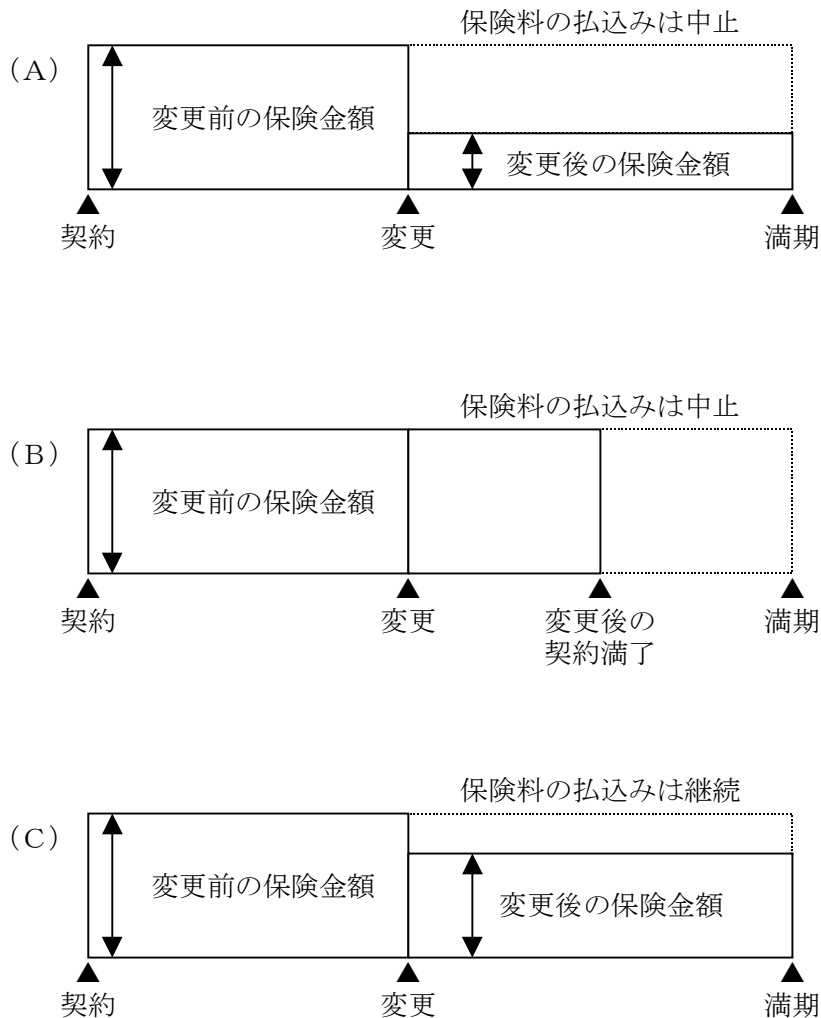 保険料の払込みは中止
（A）
変更前の保険金額
変更後の保険金額
▲ ▲ ▲
契約 変更 満期
保険料の払込みは中止
（B）
変更前の保険金額
▲ ▲ ▲ ▲
契約 変更 変更後の 満期
契約満了
保険料の払込みは継続
（C）
変更前の保険金額
変更後の保険金額
▲ ▲ ▲
契約 変更 満期